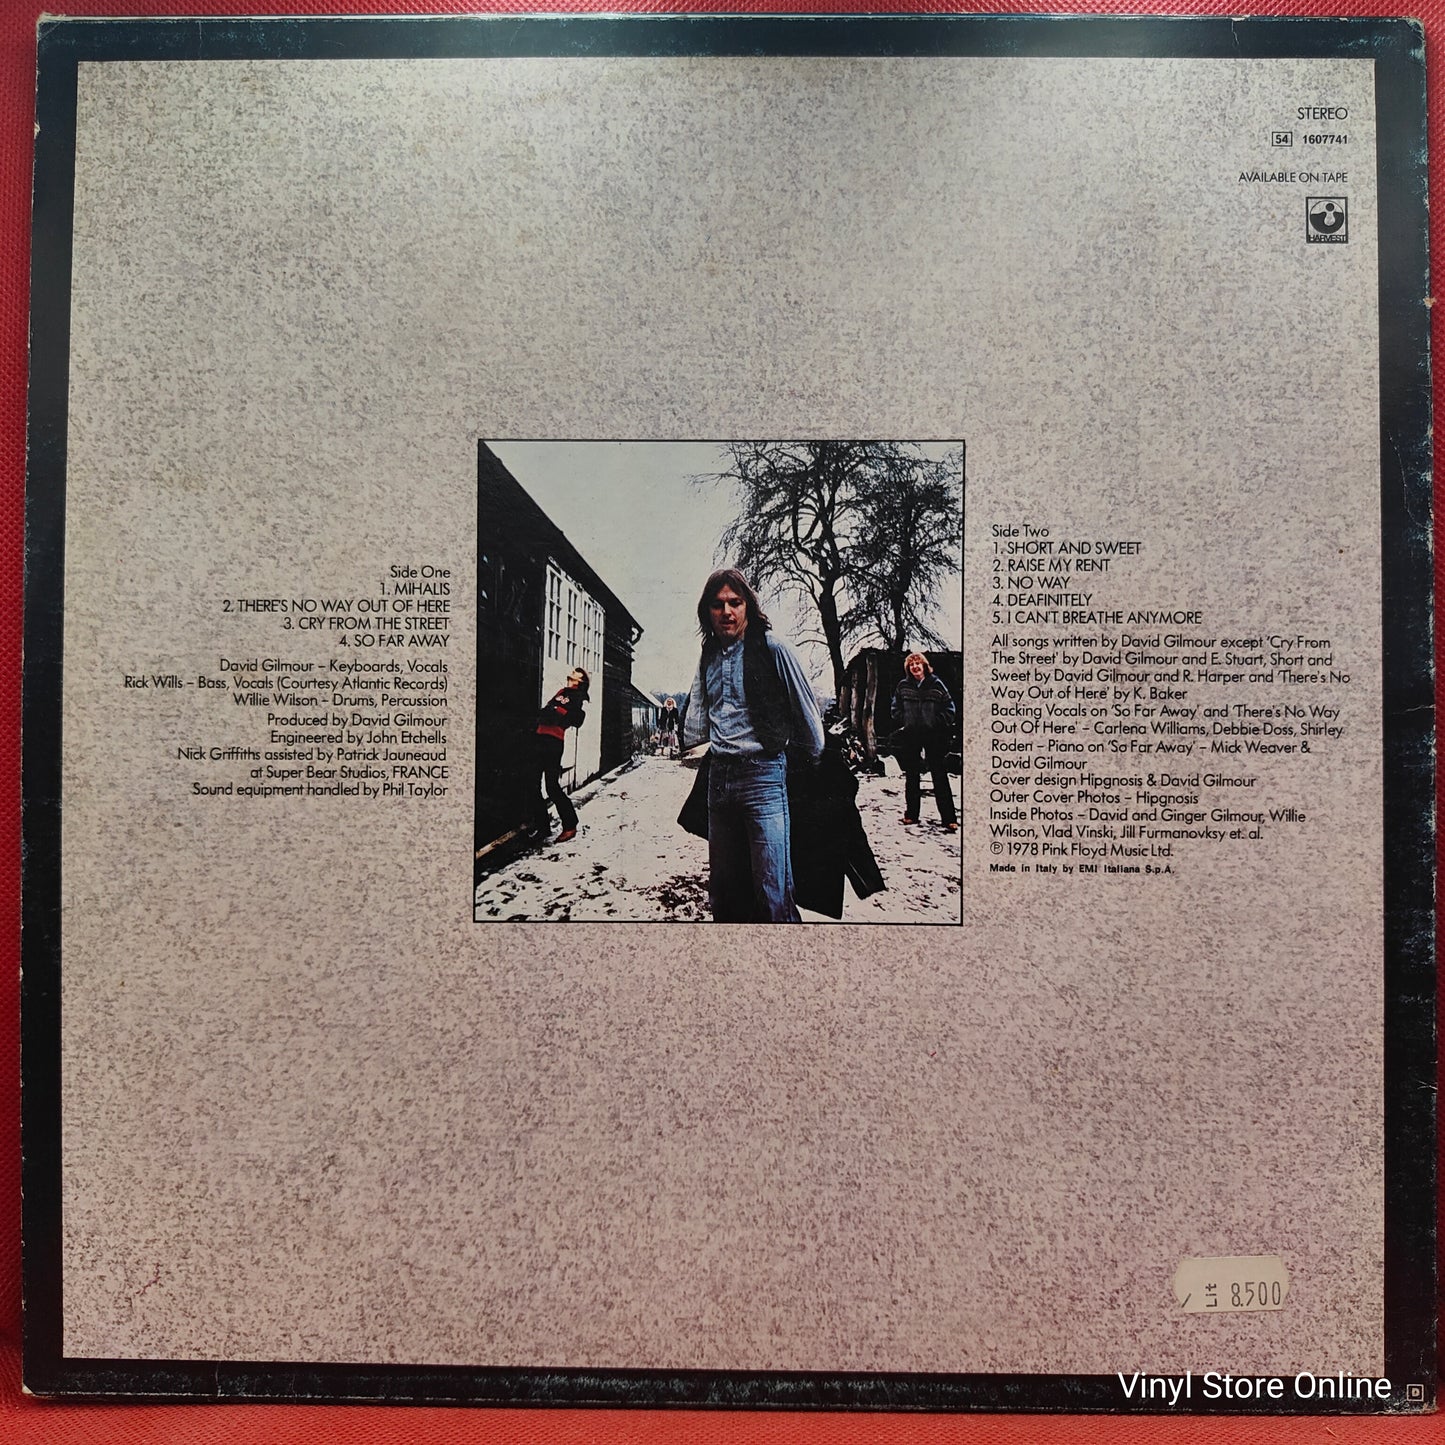 STEREO
54 1607741
AVAILABLE ON TAPE
HARVEST
Side One
1. MIHALIS
2. THERE'S NO WAY OUT OF HERE
3. CRY FROM THE STREET
4. SO FAR AWAY
David Gilmour – Keyboards, Vocals
Rick Wills – Bass, Vocals (Courtesy Atlantic Records)
Willie Wilson – Drums, Percussion
Produced by David Gilmour
Engineered by John Etchells
Nick Griffiths assisted by Patrick Jauneaud
at Super Bear Studios, FRANCE
Sound equipment handled by Phil Taylor
Side Two
1. SHORT AND SWEET
2. RAISE MY RENT
3. NO WAY
4. DEAFINITELY
5. I CAN'T BREATHE ANYMORE
All songs written by David Gilmour except 'Cry From
The Street' by David Gilmour and E. Stuart, Short and
Sweet by David Gilmour and R. Harper and 'There's No
Way Out of Here' by K. Baker
Backing Vocals on 'So Far Away' and 'There's No Way
Out Of Here' – Carlena Williams, Debbie Doss, Shirley
Roden – Piano on 'So Far Away' – Mick Weaver &
David Gilmour
Cover design Hipgnosis & David Gilmour
Outer Cover Photos – Hipgnosis
Inside Photos – David and Ginger Gilmour, Willie
Wilson, Vlad Vinski, Jill Furmanovksy et. al.
℗ 1978 Pink Floyd Music Ltd.
Made in Italy by EMI Italiana S.p.A.
Lit 8.500
Vinyl Store Online
D